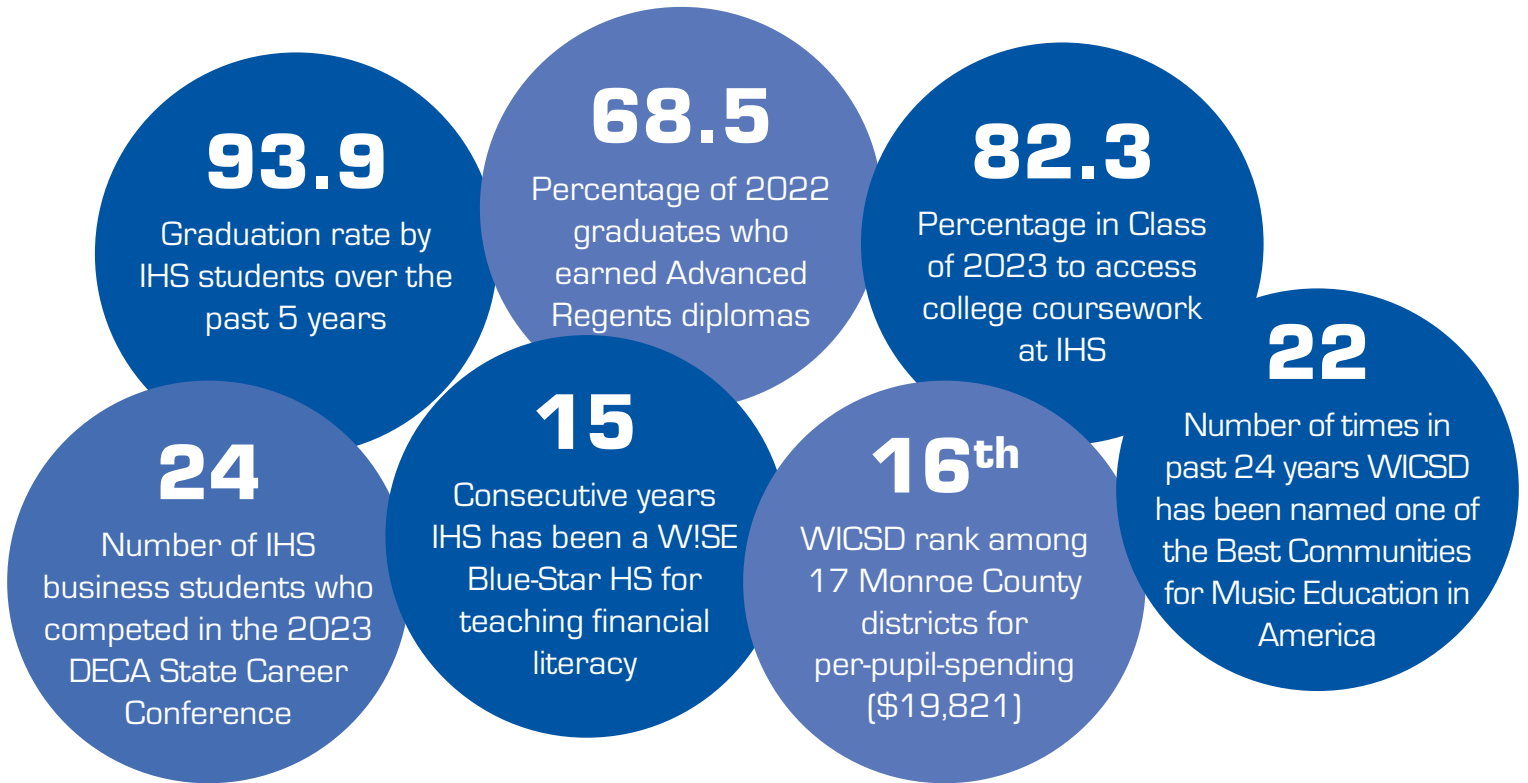 93.9
Graduation rate by
IHS students over the
past 5 years
68.5
Percentage of 2022
graduates who
earned Advanced
Regents diplomas
82.3
Percentage in Class
of 2023 to access
college coursework
at IHS
22
Number of times in
past 24 years WICSD
has been named one of
the Best Communities
for Music Education in
America
24
Number of IHS
business students who
competed in the 2023
DECA State Career
Conference
15
Consecutive years
IHS has been a W!SE
Blue-Star HS for
teaching financial
literacy
16th
WICSD rank among
17 Monroe County
districts for
per-pupil-spending
($19,821)